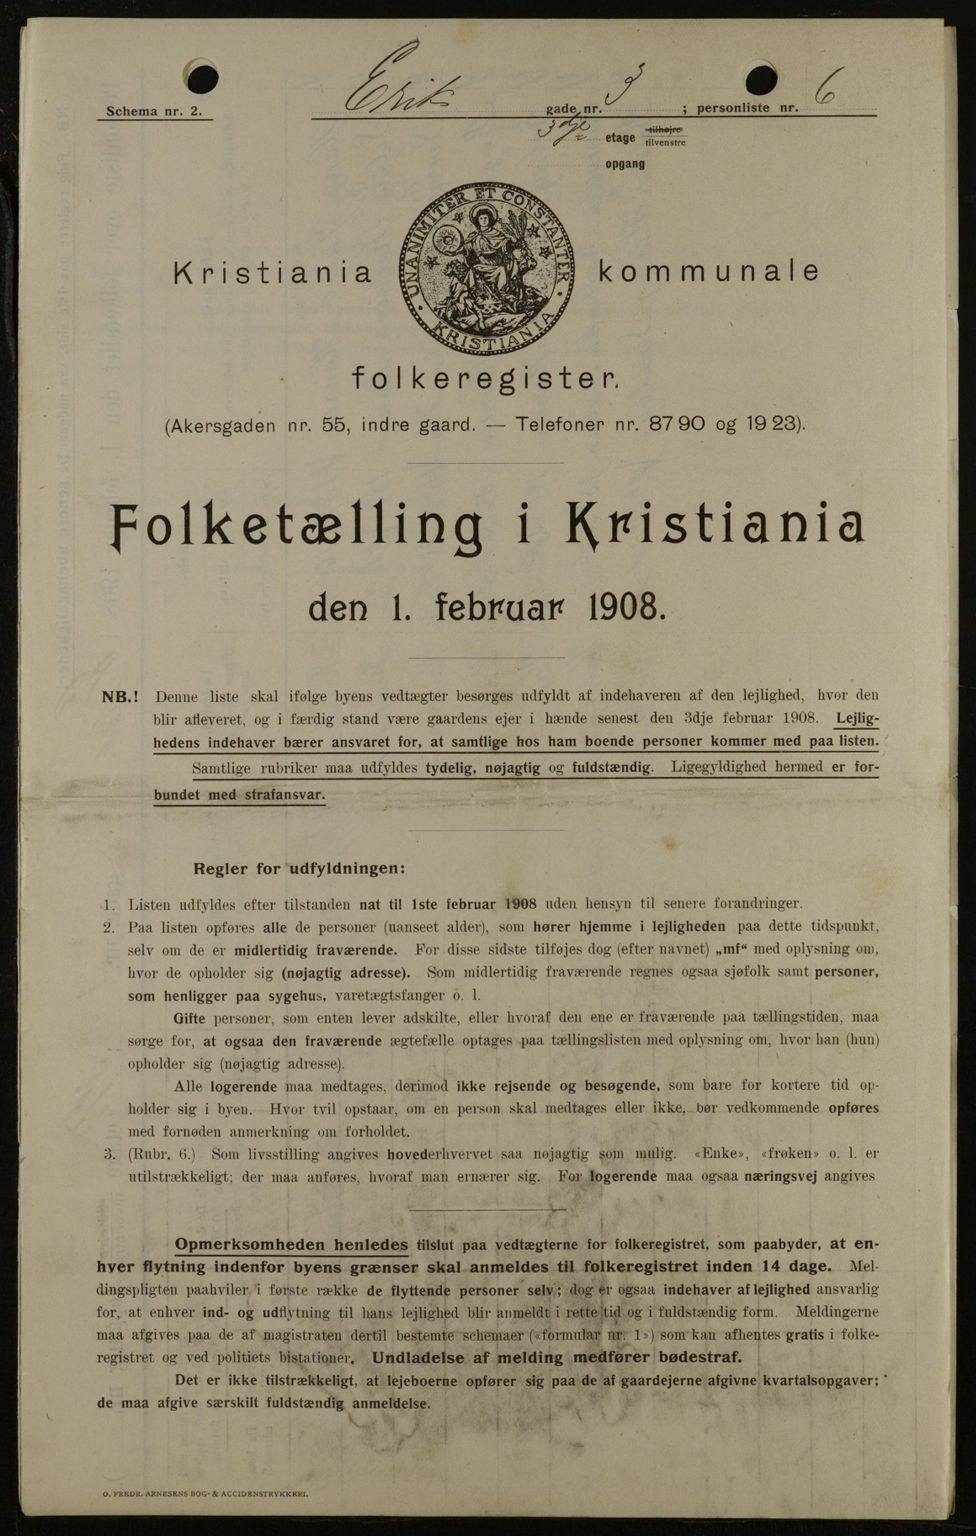 Schema nr. 2.
Erik gade nr. 3 ; personliste nr. 6
3dje etage tilhøjre
tilvenstre
opgang
UNANIMITER ET CONSTANTER
KRISTIANIA
Kristiania kommunale
folkeregister.
(Akersgaden nr. 55, indre gaard. — Telefoner nr. 87 90 og 19 23).
Folketælling i Kristiania
den 1. februar 1908.
NB.! Denne liste skal ifølge byens vedtægter besørges udfyldt af indehaveren af den lejlighed, hvor den
blir afleveret, og i færdig stand være gaardens ejer i hænde senest den 3dje februar 1908. Lejlig-
hedens indehaver bærer ansvaret for, at samtlige hos ham boende personer kommer med paa listen.
Samtlige rubriker maa udfyldes tydelig, nøjagtig og fuldstændig. Ligegyldighed hermed er for-
bundet med strafansvar.
Regler for udfyldningen:
1. Listen udfyldes efter tilstanden nat til 1ste februar 1908 uden hensyn til senere forandringer.
2. Paa listen opføres alle de personer (uanseet alder), som hører hjemme i lejligheden paa dette tidspunkt,
selv om de er midlertidig fraværende. For disse sidste tilføjes dog (efter navnet) „mf“ med oplysning om,
hvor de opholder sig (nøjagtig adresse). Som midlertidig fraværende regnes ogsaa sjøfolk samt personer,
som henligger paa sygehus, varetægtsfanger o. l.
Gifte personer, som enten lever adskilte, eller hvoraf den ene er fraværende paa tællingstiden, maa
sørge for, at ogsaa den fraværende ægtefælle optages paa tællingslisten med oplysning om, hvor han (hun)
opholder sig (nøjagtig adresse).
Alle logerende maa medtages, derimod ikke rejsende og besøgende, som bare for kortere tid op-
holder sig i byen. Hvor tvil opstaar, om en person skal medtages eller ikke, bør vedkommende opføres
med fornøden anmerkning om forholdet.
3. (Rubr. 6.) Som livsstilling angives hovederhvervet saa nøjagtig som mulig. «Enke», «frøken» o. l. er
utilstrækkeligt; der maa anføres, hvoraf man ernærer sig. For logerende maa ogsaa næringsvej angives
Opmerksomheden henledes tilslut paa vedtægterne for folkeregistret, som paabyder, at en-
hver flytning indenfor byens grænser skal anmeldes til folkeregistret inden 14 dage. Mel-
dingspligten paahviler i første række de flyttende personer selv; dog er ogsaa indehaver af lejlighed ansvarlig
for, at enhver ind- og udflytning til hans lejlighed blir anmeldt i rette tid og i fuldstændig form. Meldingerne
maa afgives paa de af magistraten dertil bestemte schemaer («formular nr. 1») som kan afhentes gratis i folke-
registret og ved politiets bistationer. Undladelse af melding medfører bødestraf.
Det er ikke tilstrækkeligt, at lejeboerne opfører sig paa de af gaardejerne afgivne kvartalsopgaver;
de maa afgive særskilt fuldstændig anmeldelse.
O. FREDR. ARNESENS BOG- & ACCIDENSTRYKKERI.